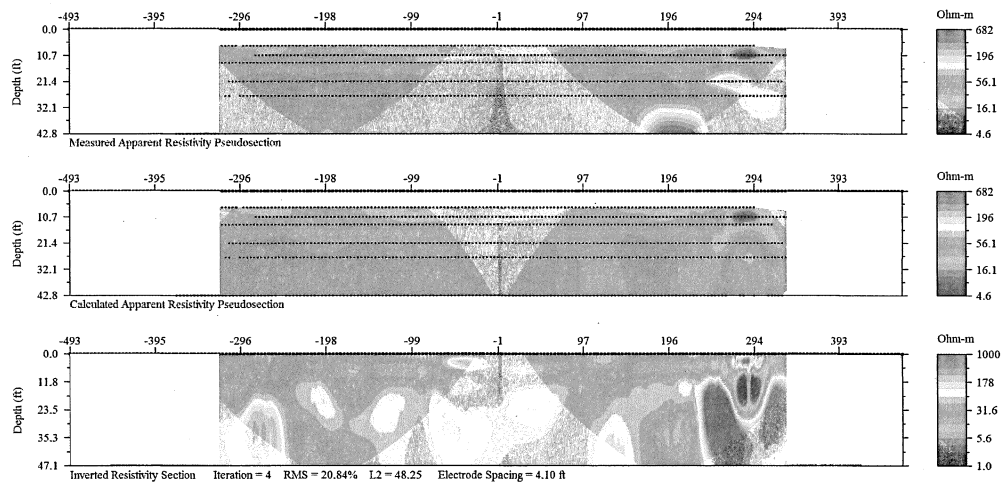 -493 -395 -296 -198 -99 -1 97 196 294 393 Ohm-m
0.0 682
10.7 196
Depth (ft) 21.4 56.1
32.1 16.1
42.8 4.6
Measured Apparent Resistivity Pseudosection
-493 -395 -296 -198 -99 -1 97 196 294 393 Ohm-m
0.0 682
10.7 196
Depth (ft) 21.4 56.1
32.1 16.1
42.8 4.6
Calculated Apparent Resistivity Pseudosection
-493 -395 -296 -198 -99 -1 97 196 294 393 Ohm-m
0.0 1000
11.8 178
Depth (ft) 23.5 31.6
35.3 5.6
47.1 1.0
Inverted Resistivity Section Iteration = 4 RMS = 20.84% L2 = 48.25 Electrode Spacing = 4.10 ft